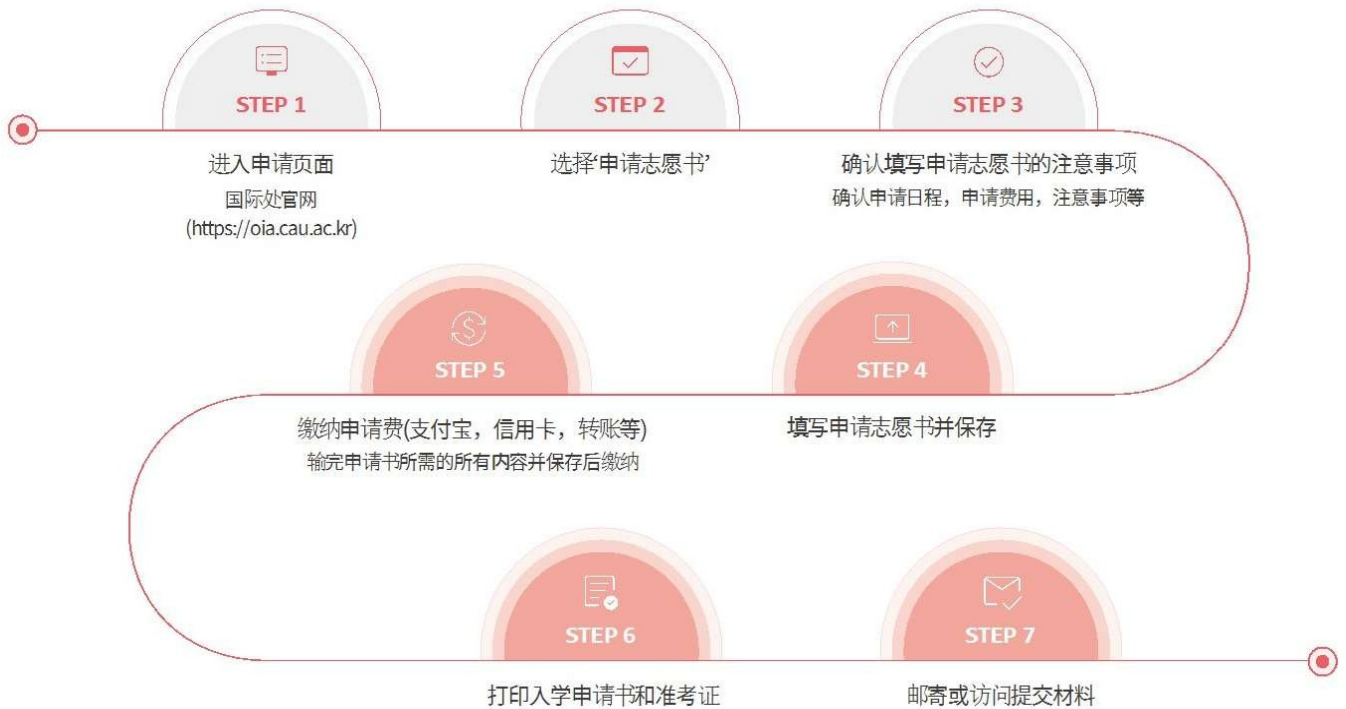 STEP 1
进入申请页面
国际处官网
(https://oia.cau.ac.kr)
STEP 2
选择‘申请志愿书’
STEP 3
确认填写申请志愿书的注意事项
确认申请日程，申请费用，注意事项等
STEP 4
填写申请志愿书并保存
STEP 5
缴纳申请费(支付宝，信用卡，转账等)
输完申请书所需的所有内容并保存后缴纳
STEP 6
打印入学申请书和准考证
STEP 7
邮寄或访问提交材料